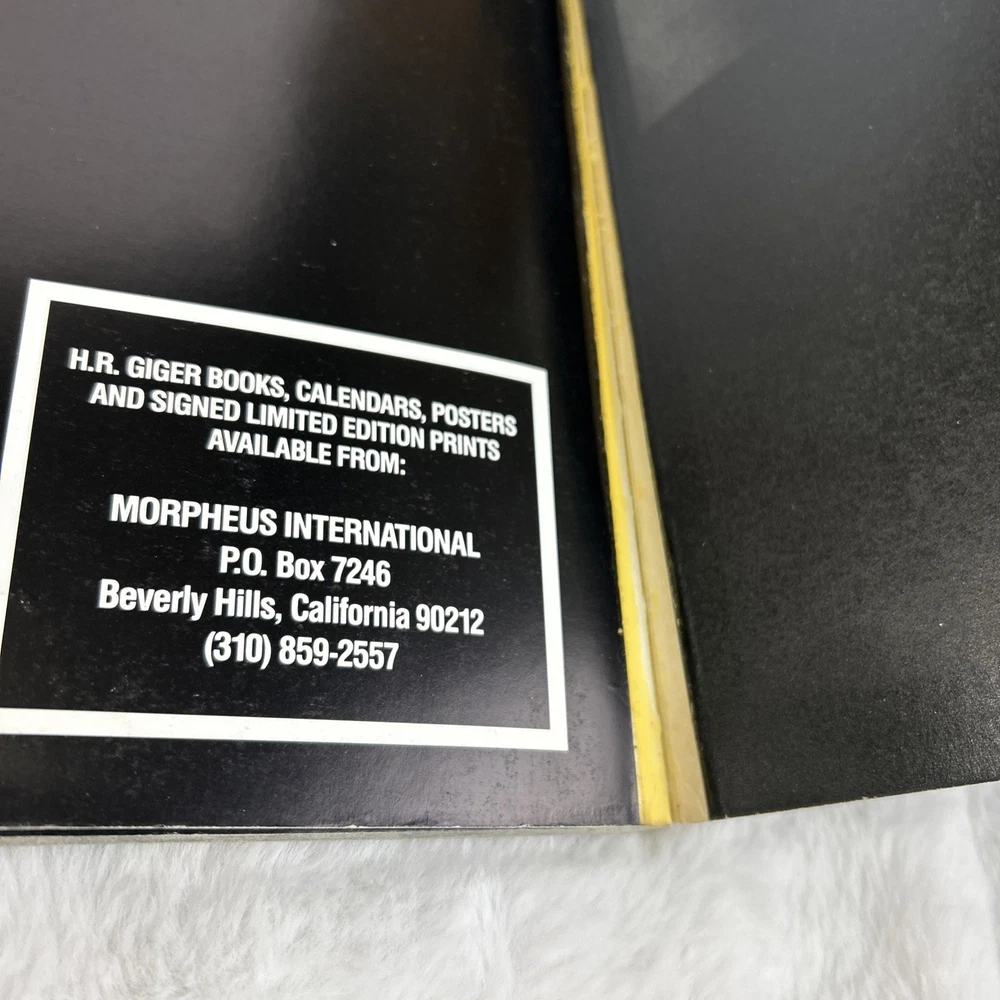 H.R. GIGER BOOKS, CALENDARS, POSTERS
AND SIGNED LIMITED EDITION PRINTS
AVAILABLE FROM:
MORPHEUS INTERNATIONAL
P.O. Box 7246
Beverly Hills, California 90212
(310) 859-2557